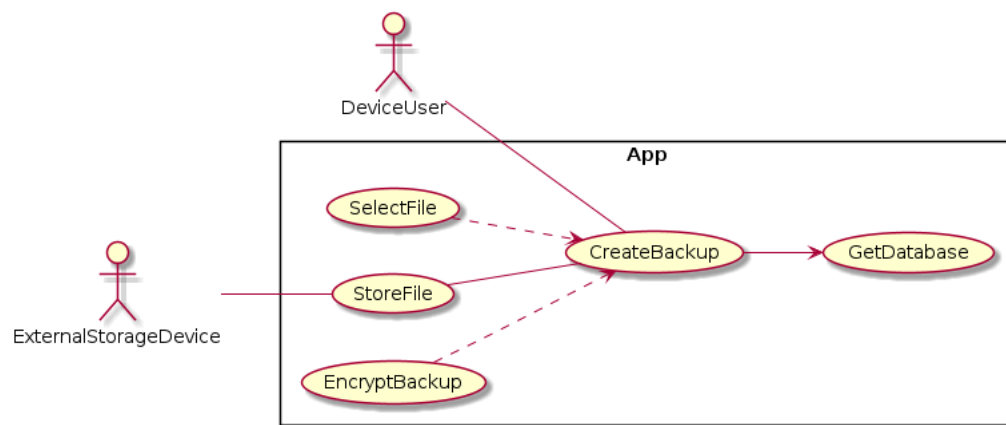 DeviceUser
App
SelectFile
CreateBackup
GetDatabase
StoreFile
ExternalStorageDevice
EncryptBackup